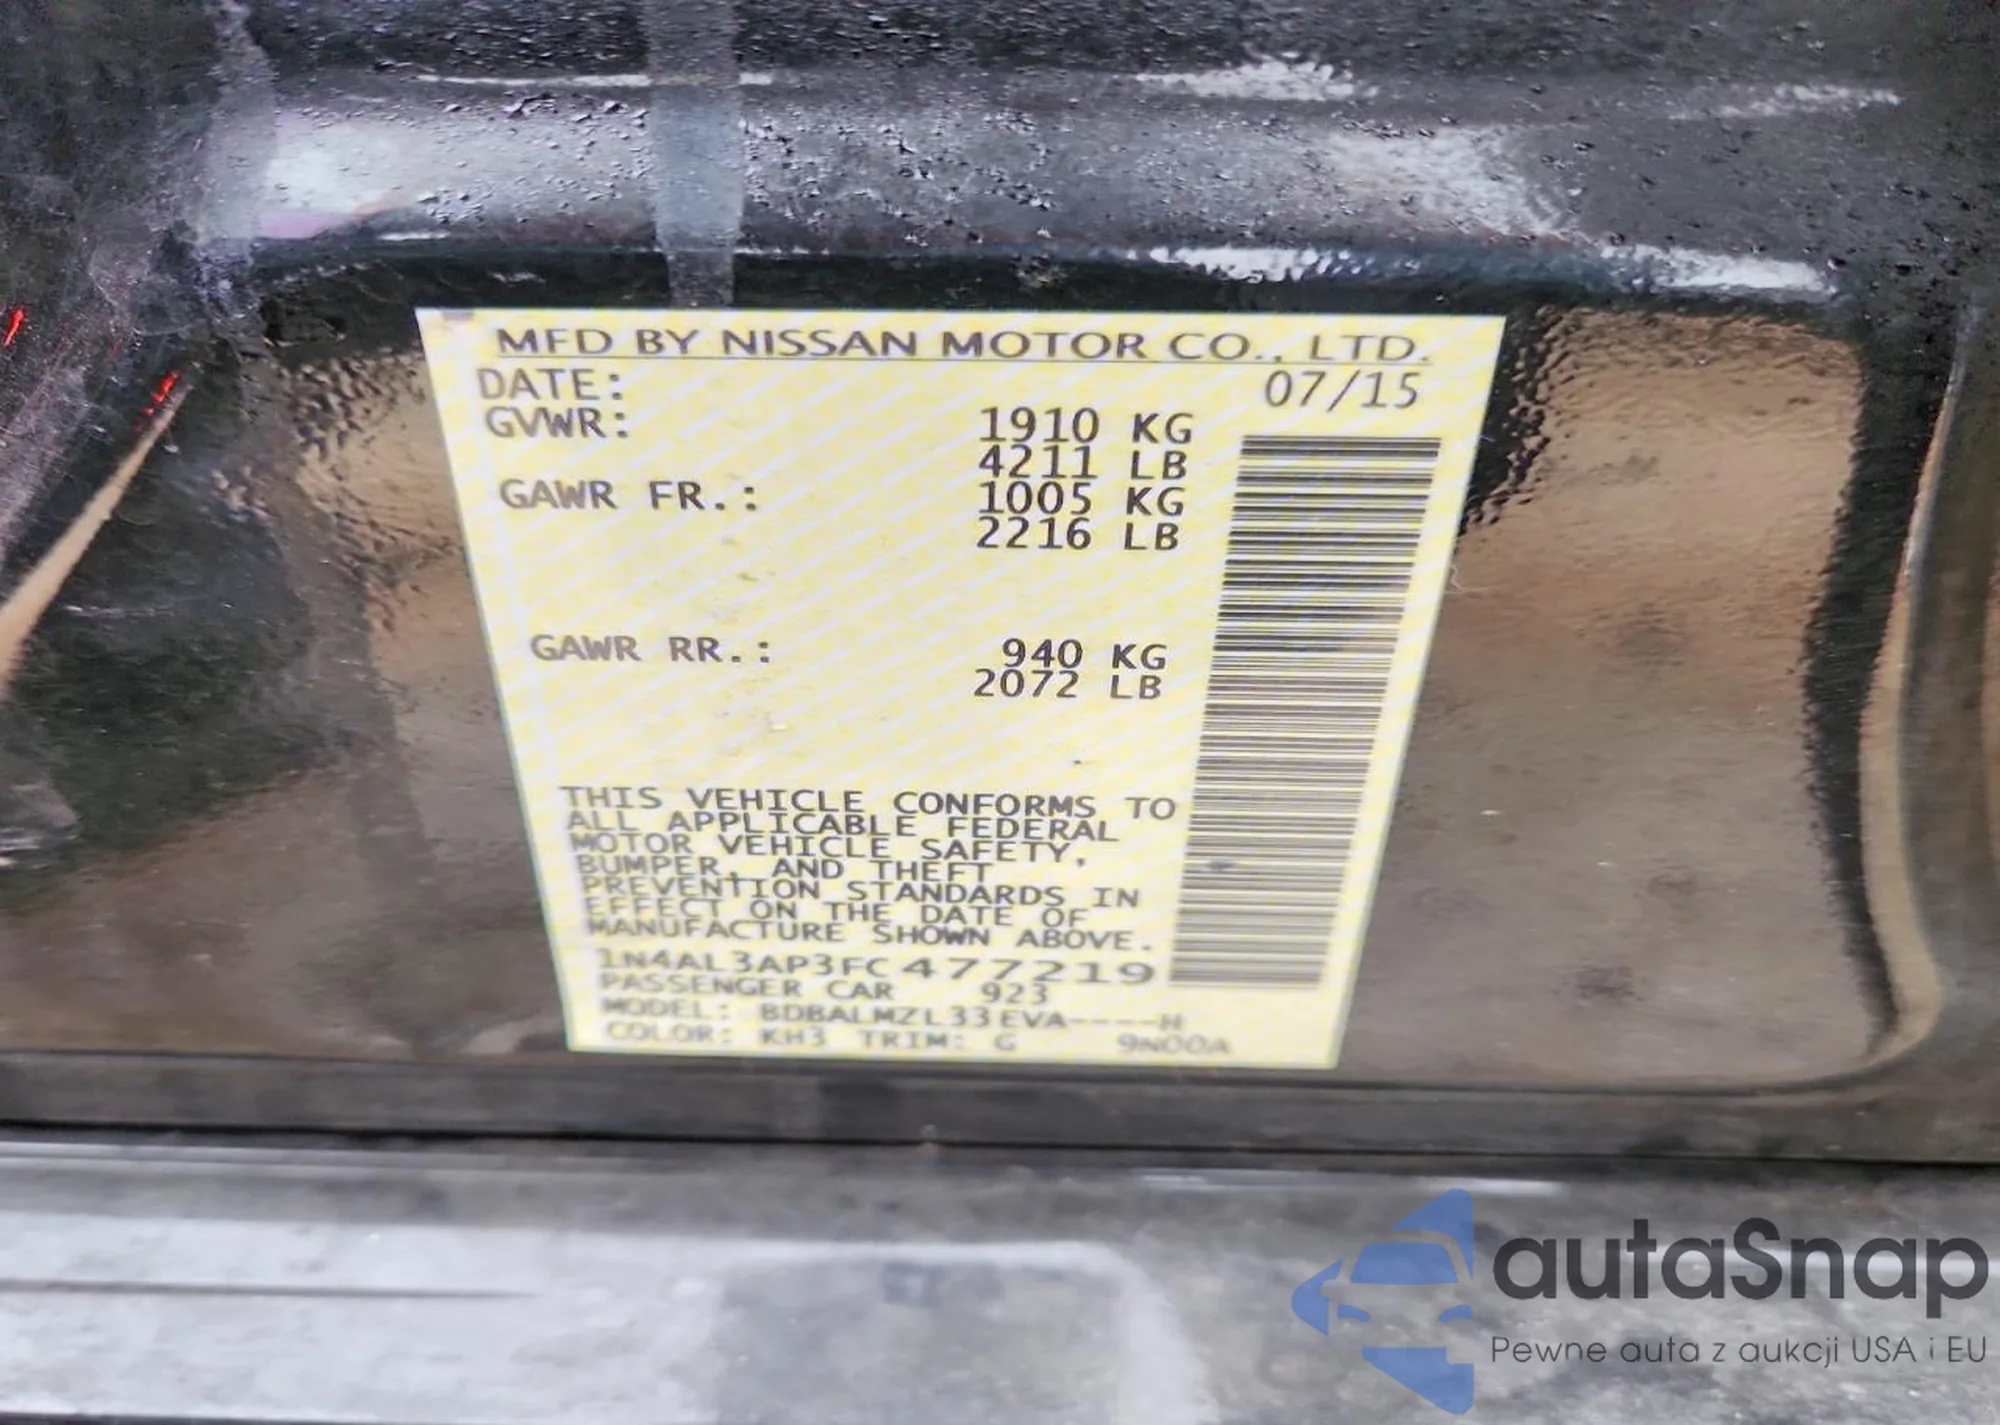 MFD BY NISSAN MOTOR CO., LTD.
DATE: 07/15
GVWR: 1910 KG
4211 LB
GAWR FR.: 1005 KG
2216 LB
GAWR RR.: 940 KG
2072 LB
THIS VEHICLE CONFORMS TO
ALL APPLICABLE FEDERAL
MOTOR VEHICLE SAFETY,
BUMPER, AND THEFT
PREVENTION STANDARDS IN
EFFECT ON THE DATE OF
MANUFACTURE SHOWN ABOVE.
1N4AL3AP3FC477219
PASSENGER CAR 923
MODEL: BDBALMZL33EVA----H
COLOR: KH3 TRIM: G 9N00A
autaSnap
Pewne auta z aukcji USA i EU